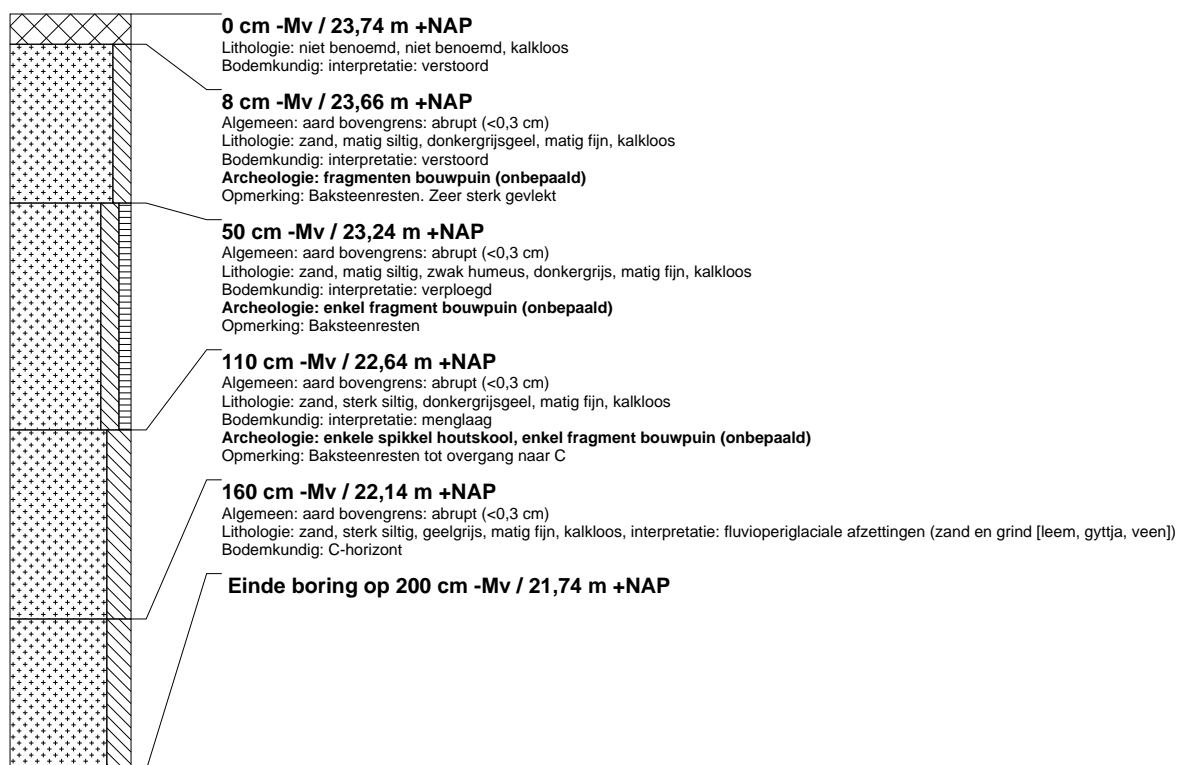 0 cm -Mv / 23,74 m +NAP
Lithologie: niet benoemd, niet benoemd, kalkloos
Bodemkundig: interpretatie: verstoord
8 cm -Mv / 23,66 m +NAP
Algemeen: aard bovengrens: abrupt (<0,3 cm)
Lithologie: zand, matig siltig, donkergrijsgeel, matig fijn, kalkloos
Bodemkundig: interpretatie: verstoord
Archeologie: fragmenten bouwpuin (onbepaald)
Opmerking: Baksteenresten. Zeer sterk gevlekt
50 cm -Mv / 23,24 m +NAP
Algemeen: aard bovengrens: abrupt (<0,3 cm)
Lithologie: zand, matig siltig, zwak humeus, donkergrijs, matig fijn, kalkloos
Bodemkundig: interpretatie: verploegd
Archeologie: enkel fragment bouwpuin (onbepaald)
Opmerking: Baksteenresten
110 cm -Mv / 22,64 m +NAP
Algemeen: aard bovengrens: abrupt (<0,3 cm)
Lithologie: zand, sterk siltig, donkergrijsgeel, matig fijn, kalkloos
Bodemkundig: interpretatie: menglaag
Archeologie: enkele spikkel houtskool, enkel fragment bouwpuin (onbepaald)
Opmerking: Baksteenresten tot overgang naar C
160 cm -Mv / 22,14 m +NAP
Algemeen: aard bovengrens: abrupt (<0,3 cm)
Lithologie: zand, sterk siltig, geelgrijs, matig fijn, kalkloos, interpretatie: fluvioperiglaciale afzettingen (zand en grind [leem, gyttja, veen])
Bodemkundig: C-horizont
Einde boring op 200 cm -Mv / 21,74 m +NAP